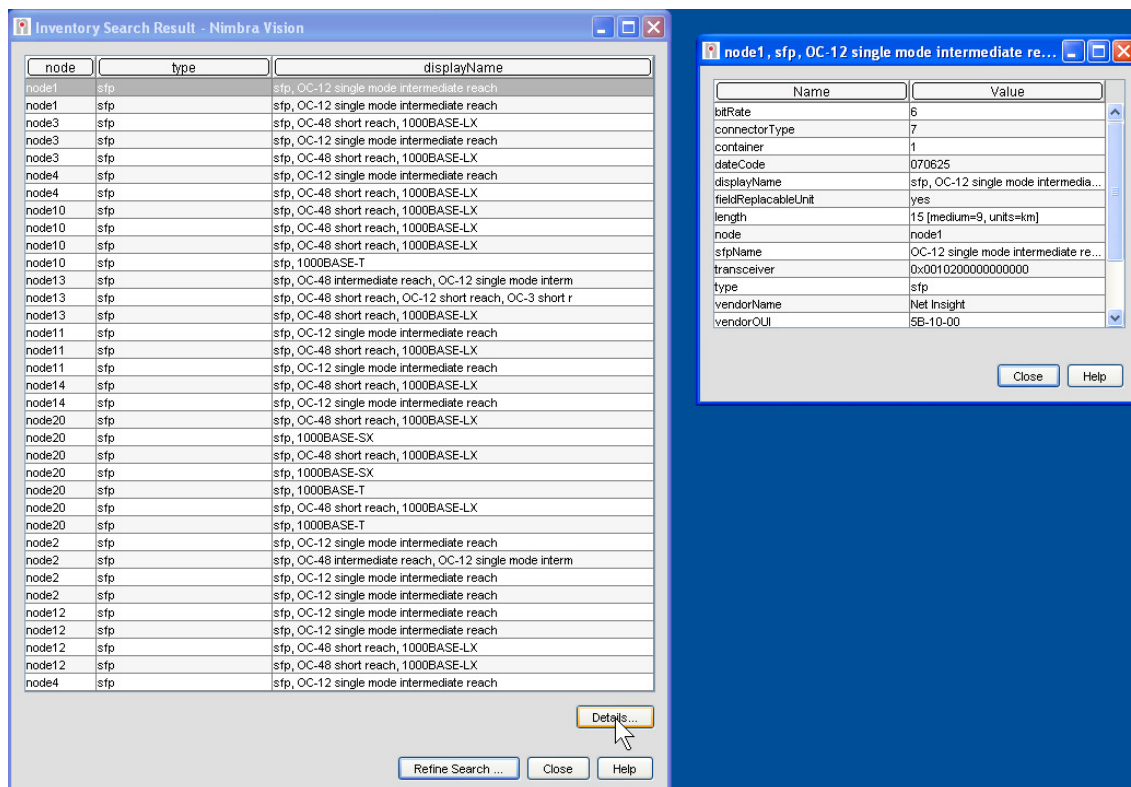 Inventory Search Result - Nimbra Vision
node type displayName
node1 sfp sfp, OC-12 single mode intermediate reach
node1 sfp sfp, OC-12 single mode intermediate reach
node3 sfp sfp, OC-48 short reach, 1000BASE-LX
node3 sfp sfp, OC-12 single mode intermediate reach
node3 sfp sfp, OC-48 short reach, 1000BASE-LX
node4 sfp sfp, OC-12 single mode intermediate reach
node4 sfp sfp, OC-48 short reach, 1000BASE-LX
node10 sfp sfp, OC-48 short reach, 1000BASE-LX
node10 sfp sfp, OC-48 short reach, 1000BASE-LX
node10 sfp sfp, OC-48 short reach, 1000BASE-LX
node10 sfp sfp, 1000BASE-T
node13 sfp sfp, OC-48 intermediate reach, OC-12 single mode interm
node13 sfp sfp, OC-48 short reach, OC-12 short reach, OC-3 short r
node13 sfp sfp, OC-48 short reach, 1000BASE-LX
node11 sfp sfp, OC-12 single mode intermediate reach
node11 sfp sfp, OC-48 short reach, 1000BASE-LX
node11 sfp sfp, OC-12 single mode intermediate reach
node14 sfp sfp, OC-48 short reach, 1000BASE-LX
node14 sfp sfp, OC-12 single mode intermediate reach
node20 sfp sfp, OC-48 short reach, 1000BASE-LX
node20 sfp sfp, 1000BASE-SX
node20 sfp sfp, OC-48 short reach, 1000BASE-LX
node20 sfp sfp, 1000BASE-SX
node20 sfp sfp, 1000BASE-T
node20 sfp sfp, OC-48 short reach, 1000BASE-LX
node20 sfp sfp, 1000BASE-T
node2 sfp sfp, OC-12 single mode intermediate reach
node2 sfp sfp, OC-48 intermediate reach, OC-12 single mode interm
node2 sfp sfp, OC-12 single mode intermediate reach
node2 sfp sfp, OC-12 single mode intermediate reach
node12 sfp sfp, OC-12 single mode intermediate reach
node12 sfp sfp, OC-12 single mode intermediate reach
node12 sfp sfp, OC-48 short reach, 1000BASE-LX
node12 sfp sfp, OC-48 short reach, 1000BASE-LX
node4 sfp sfp, OC-12 single mode intermediate reach
Details...
Refine Search ... Close Help
node1, sfp, OC-12 single mode intermediate re...
Name Value
bitRate 6
connectorType 7
container 1
dateCode 070625
displayName sfp, OC-12 single mode intermedia...
fieldReplacableUnit yes
length 15 [medium=9, units=km]
node node1
sfpName OC-12 single mode intermediate re...
transceiver 0x0010200000000000
type sfp
vendorName Net Insight
vendorOUI 5B-10-00
Close Help